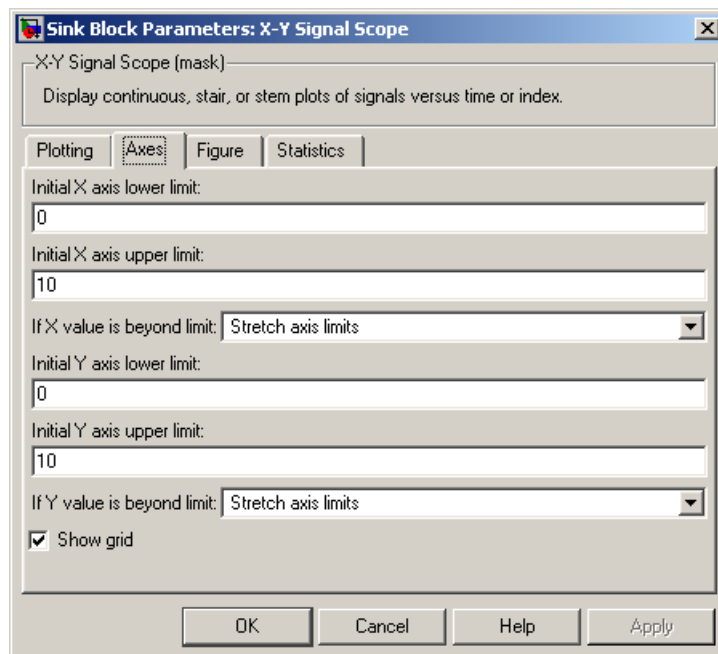 Sink Block Parameters: X-Y Signal Scope
X-Y Signal Scope (mask)
Display continuous, stair, or stem plots of signals versus time or index.
Plotting Axes Figure Statistics
Initial X axis lower limit:
0
Initial X axis upper limit:
10
If X value is beyond limit: Stretch axis limits
Initial Y axis lower limit:
0
Initial Y axis upper limit:
10
If Y value is beyond limit: Stretch axis limits
Show grid
OK Cancel Help Apply